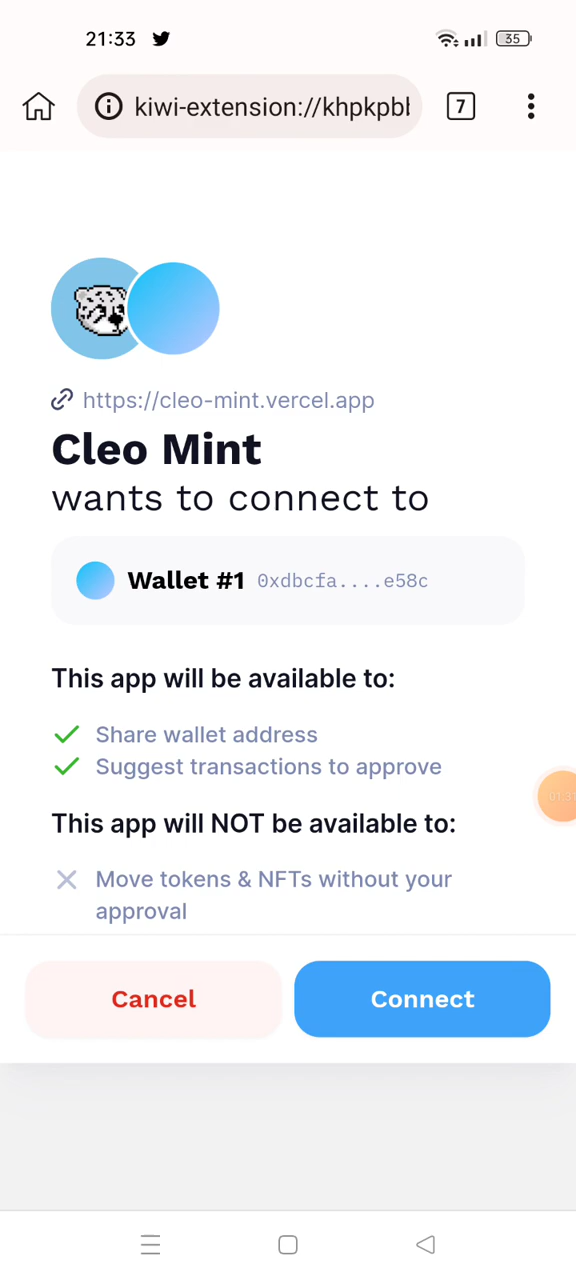 21:33
35
kiwi-extension://khpkpbb
7
https://cleo-mint.vercel.app
Cleo Mint
wants to connect to
Wallet #1 0xdbcfa....e58c
This app will be available to:
Share wallet address
Suggest transactions to approve
This app will NOT be available to:
Move tokens & NFTs without your
approval
Cancel
Connect